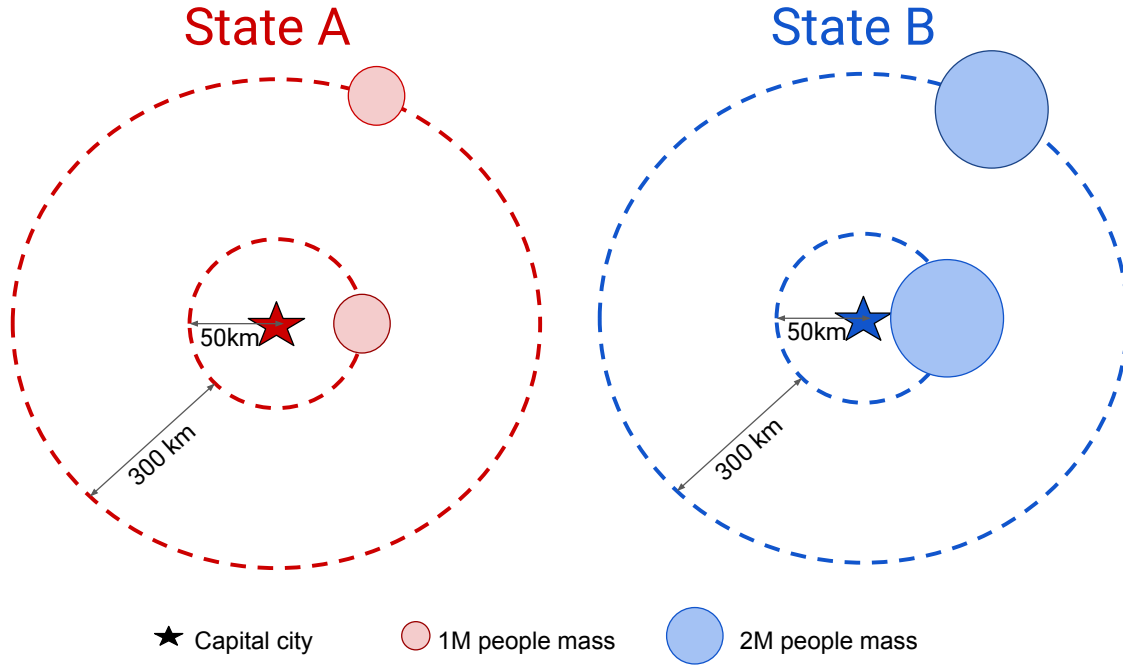 State A
State B
50km
50km
300 km
300 km
Capital city
1M people mass
2M people mass